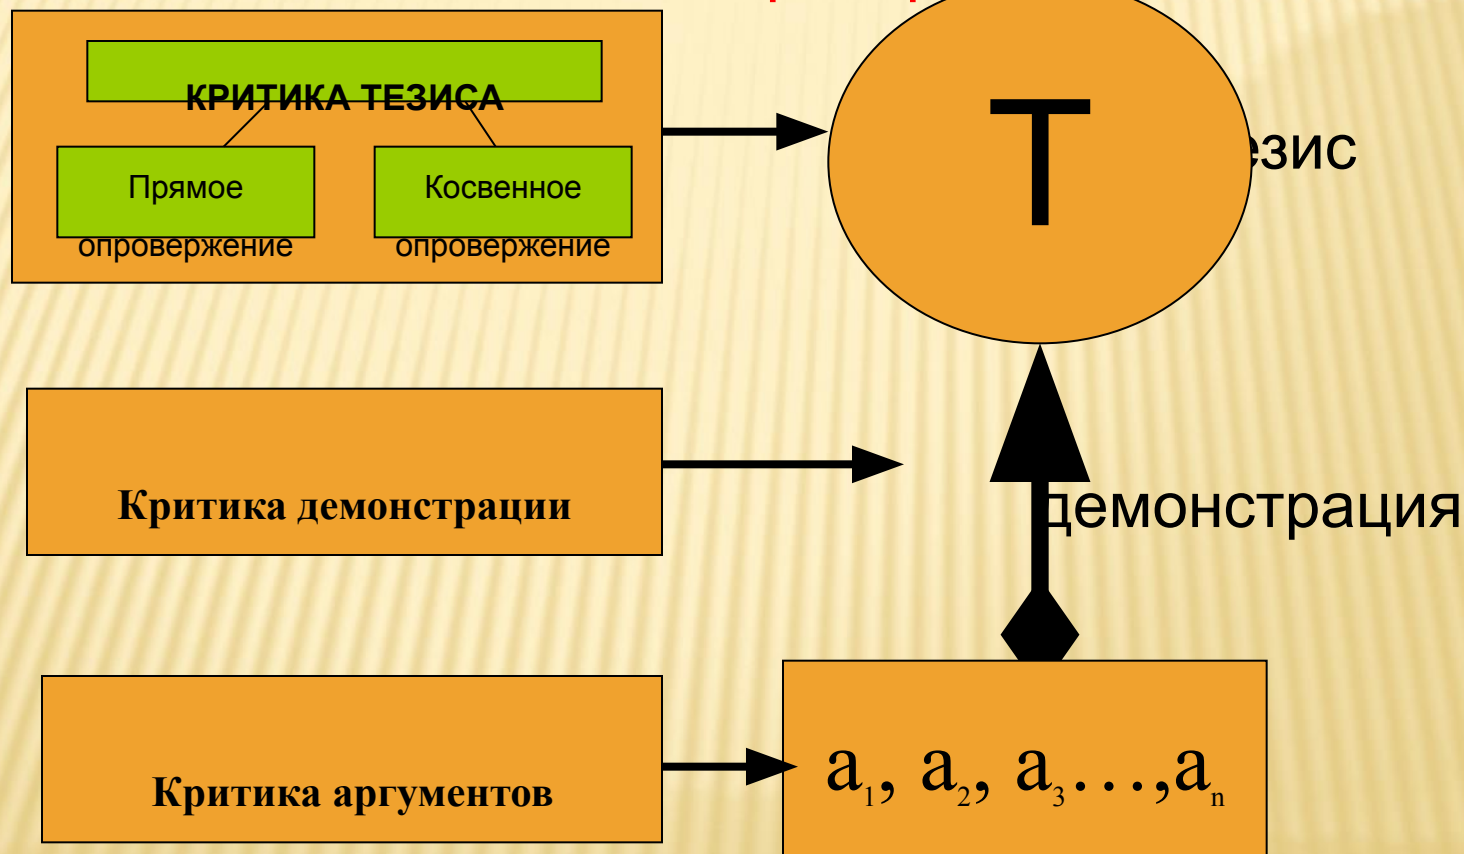 КРИТИКА ТЕЗИСА
Прямое
опровержение
Косвенное
опровержение
Т
езис
Критика демонстрации
демонстрация
Критика аргументов
a1, a2, a3…,an